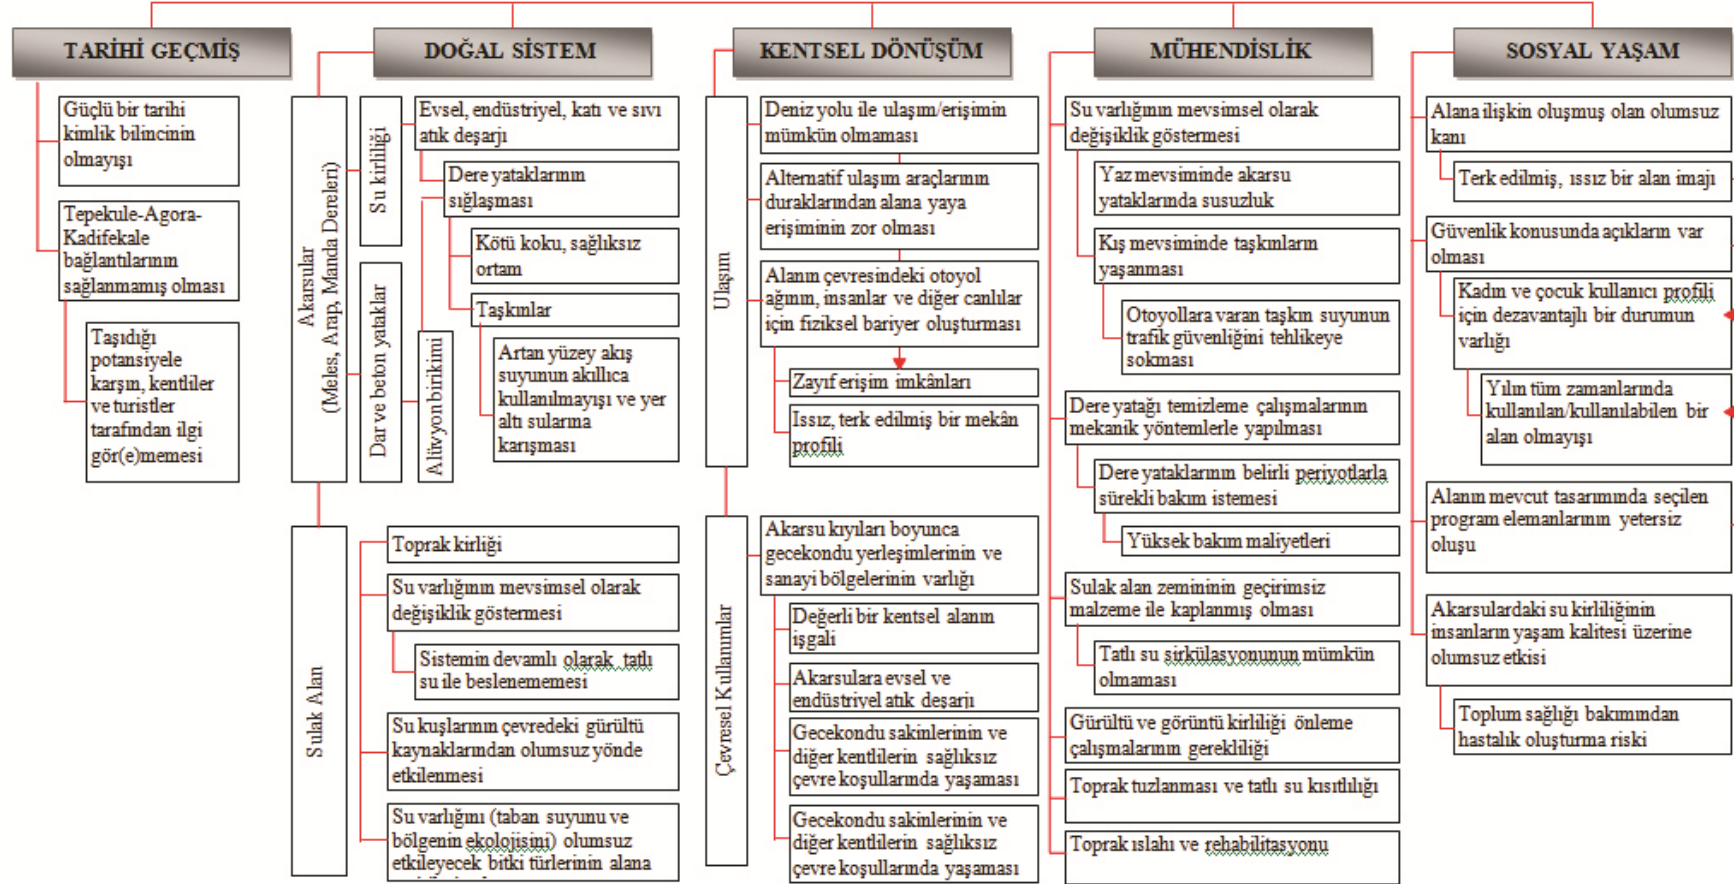 TARİHİ GEÇMİŞ
Güçlü bir tarihi
kimlik bilincinin
olmayışı
Tepekule-Agora-
Kadifekale
bağlantılarının
sağlanmamış olması
Taşıdığı
potansiyele
karşın, kentliler
ve turistler
tarafından ilgi
gör(e)memesi
DOĞAL SİSTEM
Akarsular
(Meles, Arap, Manda Dereleri)
Su kirliliği
Evsel, endüstriyel, katı ve sıvı
atık deşarjı
Dere yataklarının
sığlaşması
Kötü koku, sağlıksız
ortam
Taşkınlar
Artan yüzey akış
suyunun akıllıca
kullanılmayışı ve yer
altı sularına
karışması
Dar ve beton yataklar
Alüvyon birikimi
Sulak Alan
Toprak kirliği
Su varlığının mevsimsel olarak
değişiklik göstermesi
Sistemin devamlı olarak tatlı
su ile beslenememesi
Su kuşlarının çevredeki gürültü
kaynaklarından olumsuz yönde
etkilenmesi
Su varlığını (taban suyunu ve
bölgenin ekolojisini) olumsuz
etkileyecek bitki türlerinin alana
KENTSEL DÖNÜŞÜM
Ulaşım
Deniz yolu ile ulaşım/erişimin
mümkün olmaması
Alternatif ulaşım araçlarının
duraklarından alana yaya
erişiminin zor olması
Alanın çevresindeki otoyol
ağının, insanlar ve diğer canlılar
için fiziksel bariyer oluşturması
Zayıf erişim imkânları
Issız, terk edilmiş bir mekân
profili
Çevresel Kullanımlar
Akarsu kıyıları boyunca
gecekondu yerleşimlerinin ve
sanayi bölgelerinin varlığı
Değerli bir kentsel alanın
işgali
Akarsulara evsel ve
endüstriyel atık deşarjı
Gecekondu sakinlerinin ve
diğer kentlilerin sağlıksız
çevre koşullarında yaşaması
Gecekondu sakinlerinin ve
diğer kentlilerin sağlıksız
çevre koşullarında yaşaması
MÜHENDİSLİK
Su varlığının mevsimsel olarak
değişiklik göstermesi
Yaz mevsiminde akarsu
yataklarında susuzluk
Kış mevsiminde taşkınların
yaşanması
Otoyollara varan taşkın suyunun
trafik güvenliğini tehlikeye
sokması
Dere yatağı temizleme çalışmalarının
mekanik yöntemlerle yapılması
Dere yataklarının belirli periyotlarla
sürekli bakım istemesi
Yüksek bakım maliyetleri
Sulak alan zemininin geçirimsiz
malzeme ile kaplanmış olması
Tatlı su sirkülasyonunun mümkün
olmaması
Gürültü ve görüntü kirliliği önleme
çalışmalarının gerekliliği
Toprak tuzlanması ve tatlı su kısıtlılığı
Toprak ıslahı ve rehabilitasyonu
SOSYAL YAŞAM
Alana ilişkin oluşmuş olan olumsuz
kanı
Terk edilmiş, ıssız bir alan imajı
Güvenlik konusunda açıkların var
olması
Kadın ve çocuk kullanıcı profili
için dezavantajlı bir durumun
varlığı
Yılın tüm zamanlarında
kullanılan/kullanılabilen bir
alan olmayışı
Alanın mevcut tasarımında seçilen
program elemanlarının yetersiz
oluşu
Akarsulardaki su kirliliğinin
insanların yaşam kalitesi üzerine
olumsuz etkisi
Toplum sağlığı bakımından
hastalık oluşturma riski